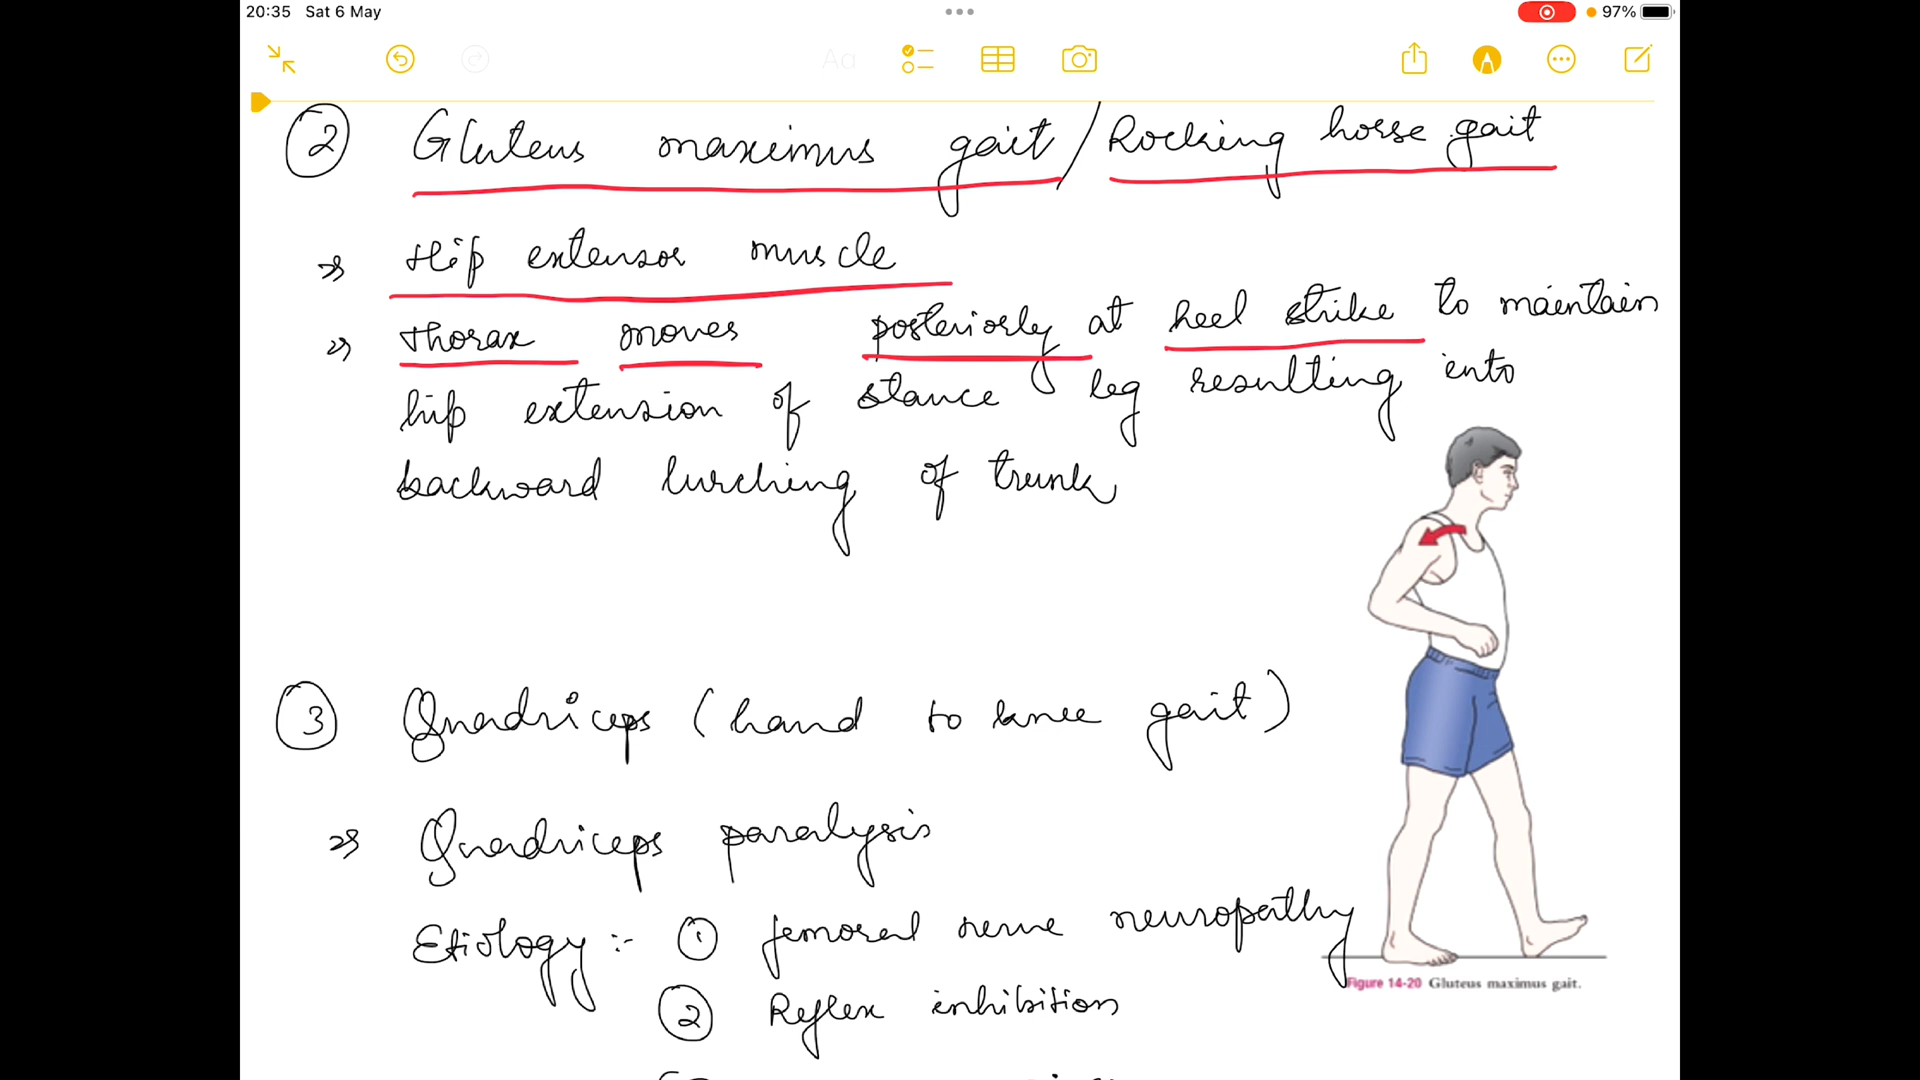 20:35 Sat 6 May
97%
Aa
② Gluteus maximus gait / Rocking horse gait
⇒ Hip extensor muscle
⇒ Thorax moves posteriorly at heel strike to maintain
hip extension of stance leg resulting into
backward lurching of trunk
③ Quadriceps (hand to knee gait)
⇒ Quadriceps paralysis
Etiology :- ① femoral nerve neuropathy
② Reflex inhibition
Figure 14-20 Gluteus maximus gait.